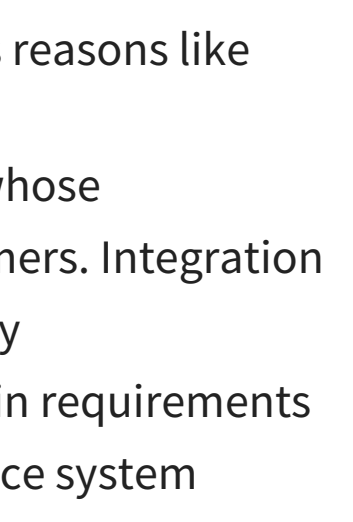 reasons like
whose
ners. Integration
y
in requirements
ce system